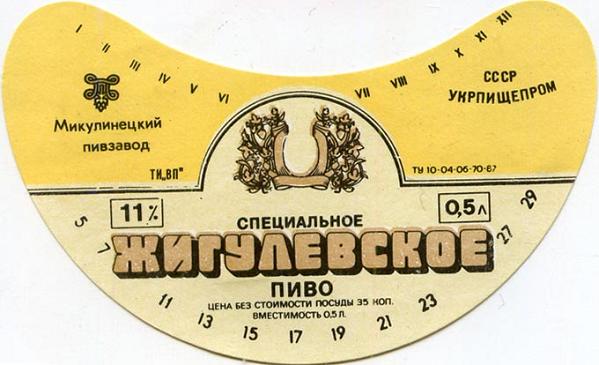 I II III IV V VI VII VIII IX X XI XII
Микулинецкий
пивзавод
СССР
УКРПИЩЕПРОМ
ТИ„ВП"
ТУ 10-04-06-70-87
11%
0,5л
СПЕЦИАЛЬНОЕ
ЖИГУЛЕВСКОЕ
ПИВО
ЦЕНА БЕЗ СТОИМОСТИ ПОСУДЫ 35 КОП.
ВМЕСТИМОСТЬ 0,5 Л.
5 7 11 13 15 17 19 21 23 27 29